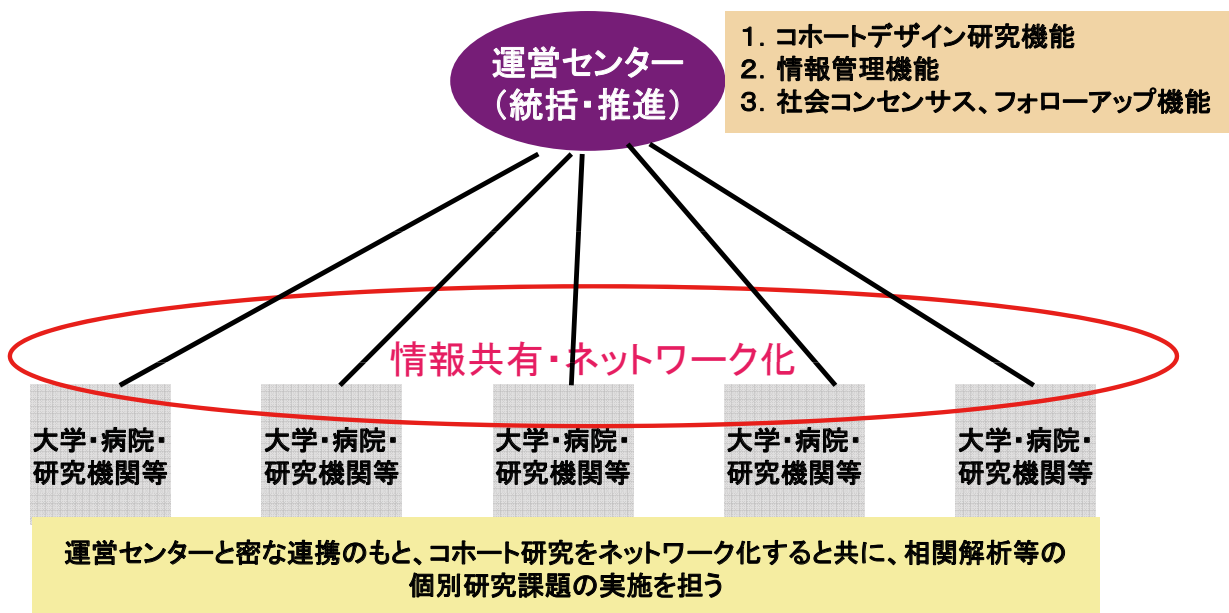 運営センター
（統括・推進）
1. コホートデザイン研究機能
2. 情報管理機能
3. 社会コンセンサス、フォローアップ機能
情報共有・ネットワーク化
大学・病院・
研究機関等
大学・病院・
研究機関等
大学・病院・
研究機関等
大学・病院・
研究機関等
大学・病院・
研究機関等
運営センターと密な連携のもと、コホート研究をネットワーク化すると共に、相関解析等の
個別研究課題の実施を担う